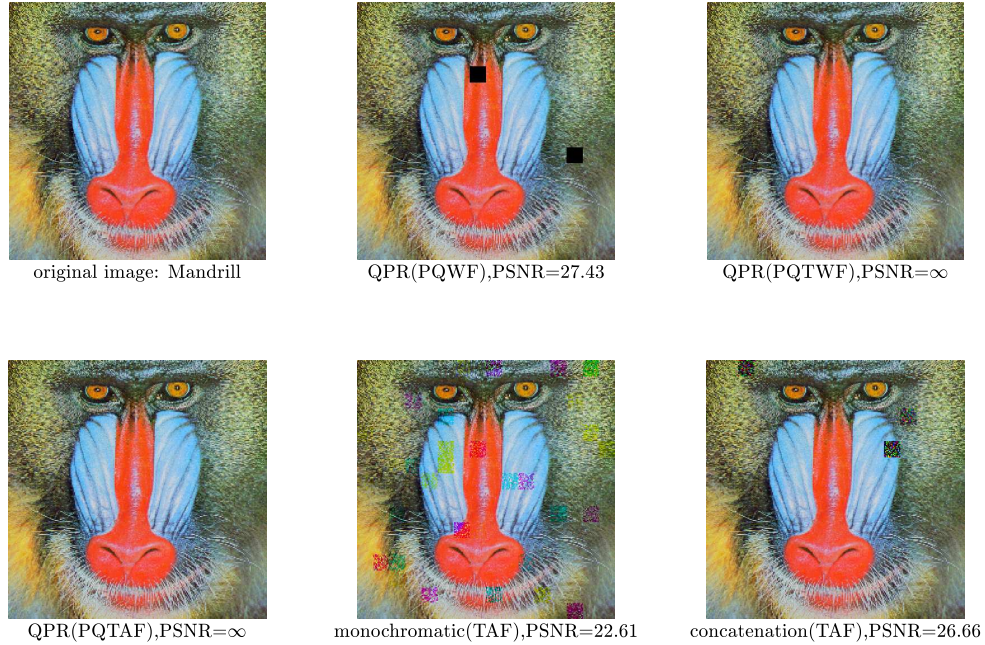 original image: Mandrill
QPR(PQWF),PSNR=27.43
QPR(PQTWF),PSNR=∞
QPR(PQTAF),PSNR=∞
monochromatic(TAF),PSNR=22.61
concatenation(TAF),PSNR=26.66